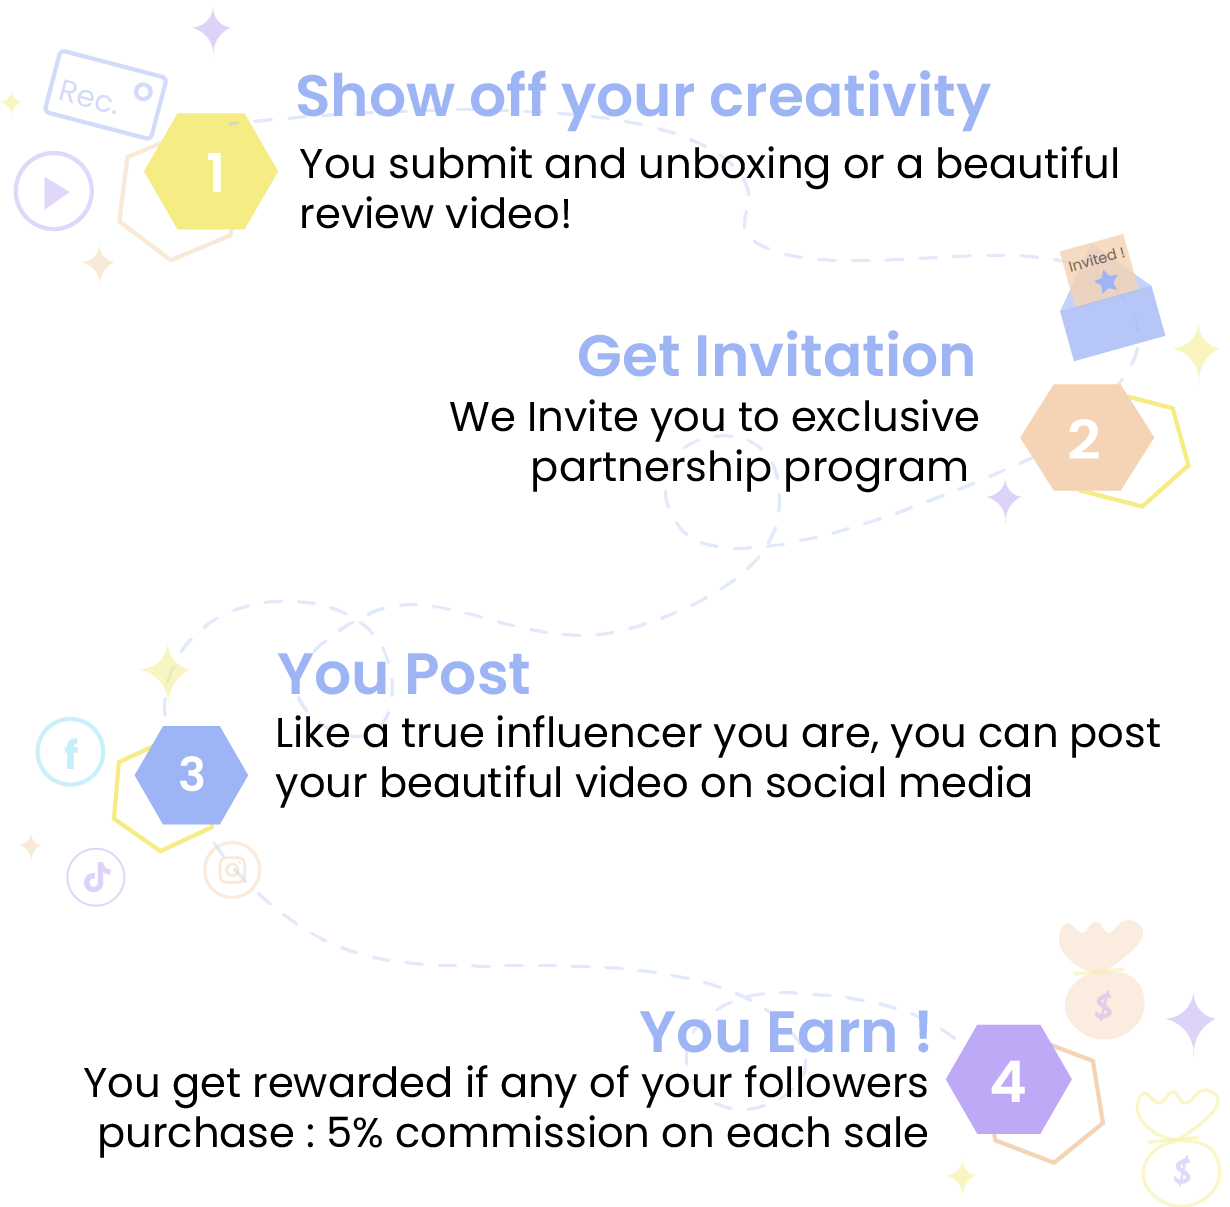 Rec.
1
Show off your creativity
You submit and unboxing or a beautiful
review video!
Invited !
Get Invitation
We Invite you to exclusive
partnership program
2
You Post
Like a true influencer you are, you can post
your beautiful video on social media
f
3
You Earn !
You get rewarded if any of your followers
purchase : 5% commission on each sale
4
$
$